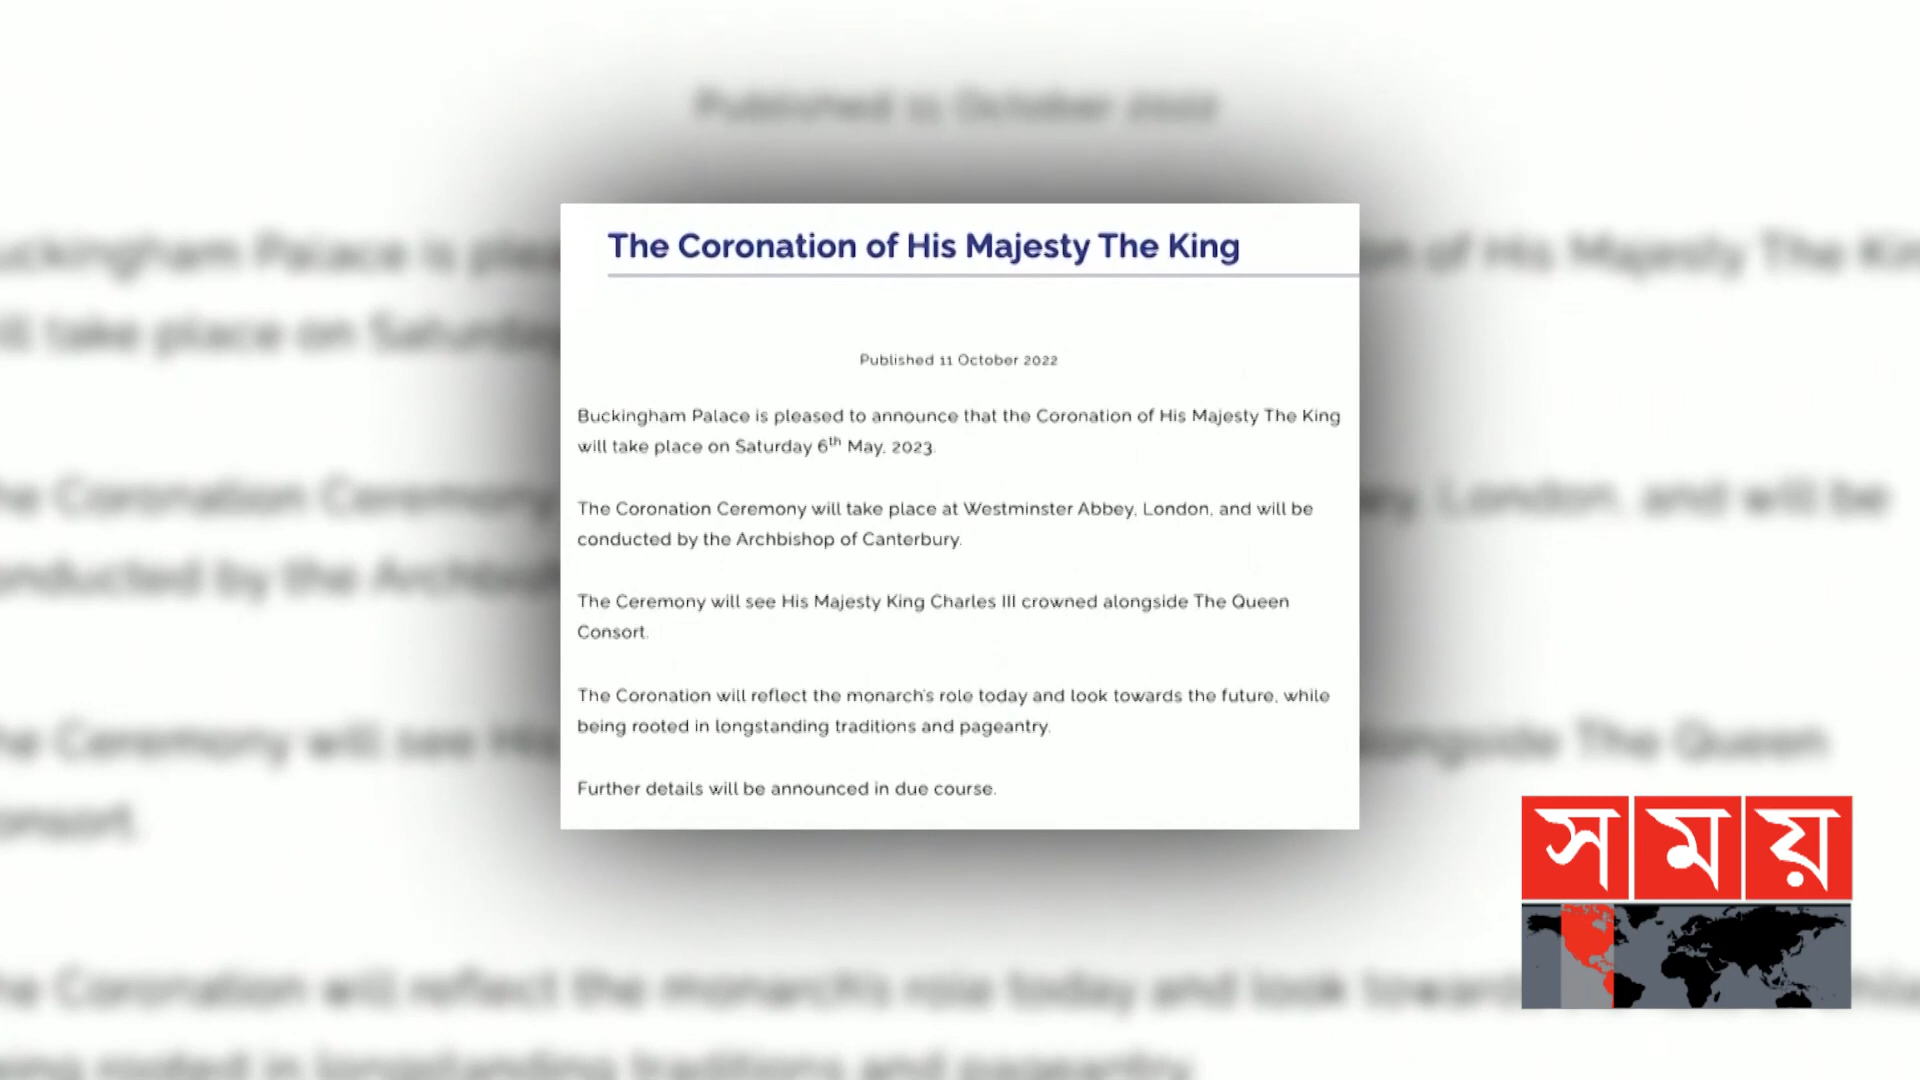 Published 11 October 2022
The Coronation of His Majesty The King
Published 11 October 2022
Buckingham Palace is pleased to announce that the Coronation of His Majesty The King
will take place on Saturday 6th May, 2023.
The Coronation Ceremony will take place at Westminster Abbey, London, and will be
conducted by the Archbishop of Canterbury.
The Ceremony will see His Majesty King Charles III crowned alongside The Queen
Consort.
The Coronation will reflect the monarch's role today and look towards the future, while
being rooted in longstanding traditions and pageantry.
Further details will be announced in due course.
সময়